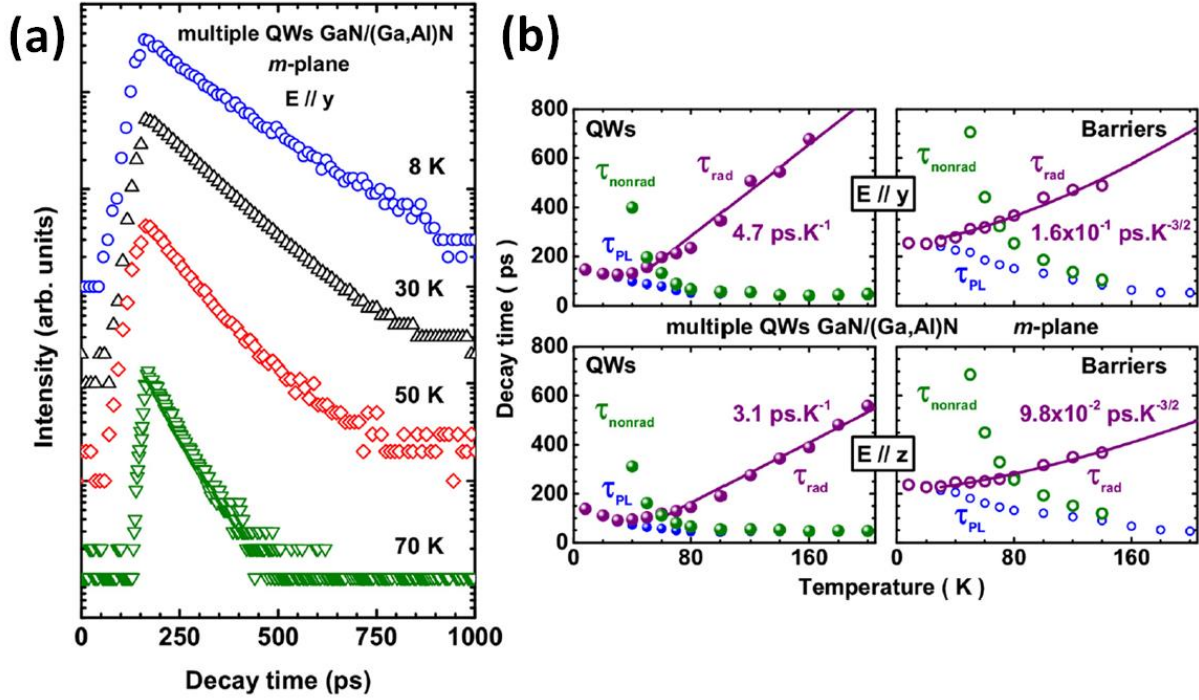 (a)
multiple QWs GaN/(Ga,Al)N
m-plane
E // y
8 K
30 K
50 K
70 K
Intensity (arb. units)
0 250 500 750 1000
Decay time (ps)
(b)
800
600
400
200
0
QWs
τnonrad
τrad
τPL
4.7 ps.K⁻¹
E // y
Barriers
τnonrad
τrad
1.6x10⁻¹ ps.K⁻³/²
τPL
multiple QWs GaN/(Ga,Al)N m-plane
Decay time (ps)
800
600
400
200
0
QWs
τnonrad
3.1 ps.K⁻¹
τrad
τPL
E // z
Barriers
τnonrad
9.8x10⁻² ps.K⁻³/²
τrad
τPL
0 80 160 0 80 160
Temperature ( K )